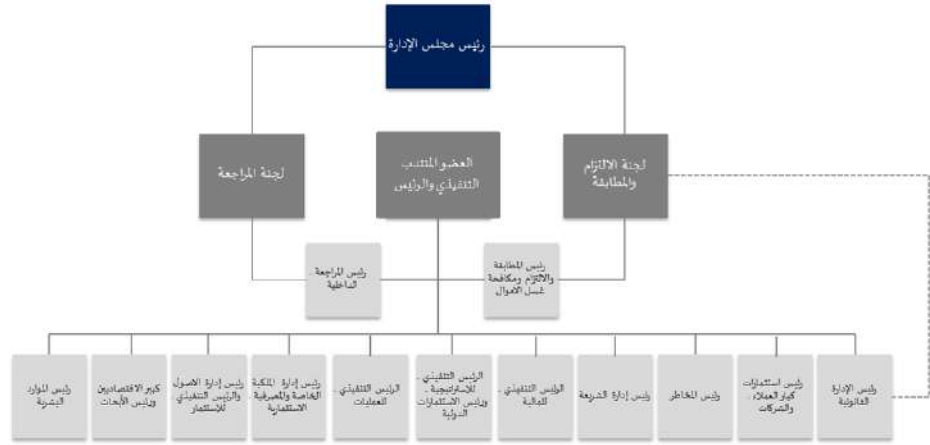 رئيس مجلس الإدارة
لجنة الالتزام
والمطابقة
العضو المنتدب
التنفيذي والرئيس
لجنة المراجعة
رئيس المطابقة
والالتزام ومكافحة
غسل الاموال
رئيس المراجعة
الداخلية
رئيس الإدارة
القانونية
رئيس استثمارات
كبار العملاء
والشركات
رئيس المخاطر
رئيس إدارة الشريعة
الرئيس التنفيذي
للمالية
الرئيس التنفيذي
للاستراتيجية
ورئيس الاستثمارات
الدولية
الرئيس التنفيذي
للعمليات
رئيس إدارة الملكية
الخاصة والمصرفية
الاستثمارية
رئيس إدارة الاصول
والرئيس التنفيذي
للاستثمار
كبير الاقتصاديين
ورئيس الأبحاث
رئيس الموارد
البشرية